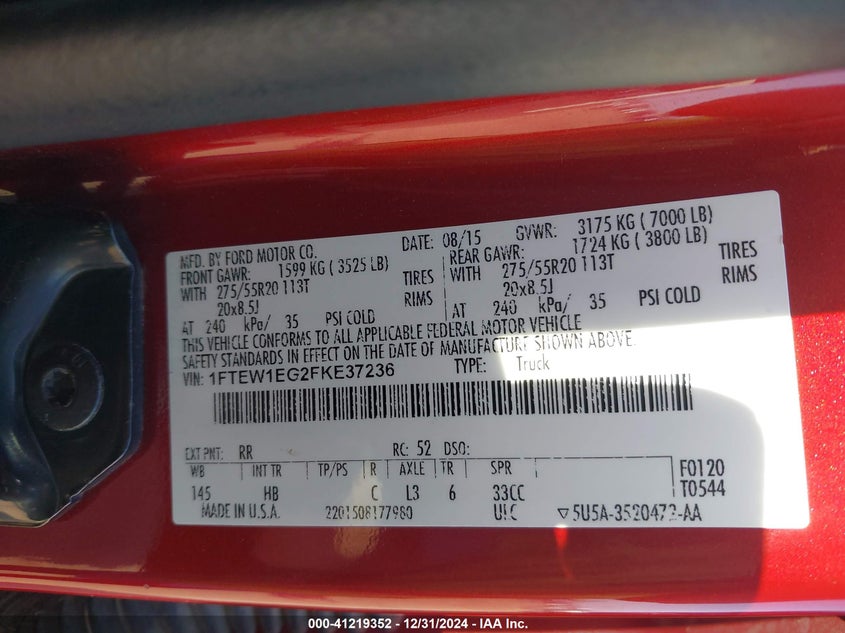 MFD. BY FORD MOTOR CO. DATE: 08/15 GVWR: 3175 KG ( 7000 LB)
FRONT GAWR: 1599 KG ( 3525 LB) REAR GAWR: 1724 KG ( 3800 LB)
WITH 275/55R20 113T TIRES WITH 275/55R20 113T TIRES
20x8.5J RIMS 20x8.5J RIMS
AT 240 kPa/ 35 PSI COLD AT 240 kPa/ 35 PSI COLD
THIS VEHICLE CONFORMS TO ALL APPLICABLE FEDERAL MOTOR VEHICLE
SAFETY STANDARDS IN EFFECT ON THE DATE OF MANUFACTURE SHOWN ABOVE.
VIN: 1FTEW1EG2FKE37236 TYPE: Truck
EXT PNT: RR RC: 52 DSO:
WB INT TR TP/PS R AXLE TR SPR F0120
145 HB C L3 6 33CC T0544
MADE IN U.S.A. 2201508177980 ULC ▽5U5A-3520472-AA
000-41219352 • 12/31/2024 - IAA Inc.